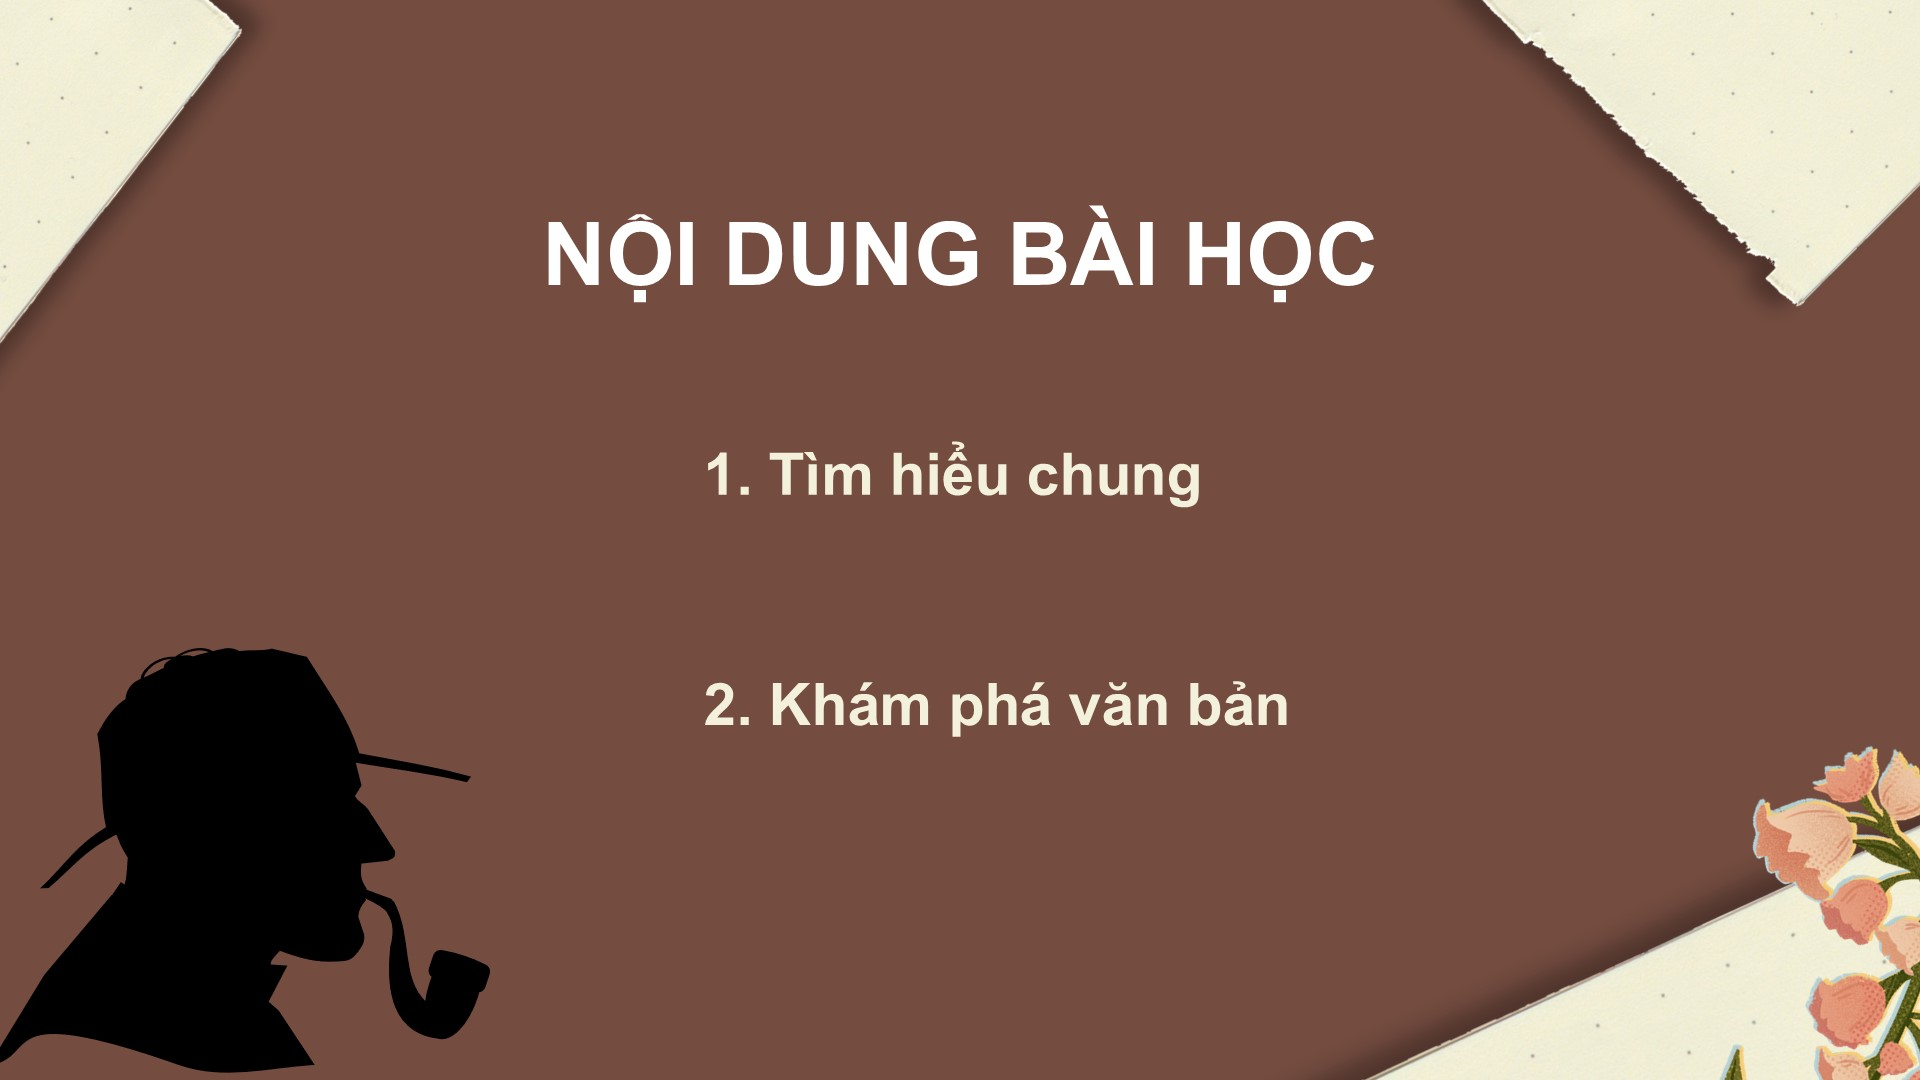 NỘI DUNG BÀI HỌC
1. Tìm hiểu chung
2. Khám phá văn bản